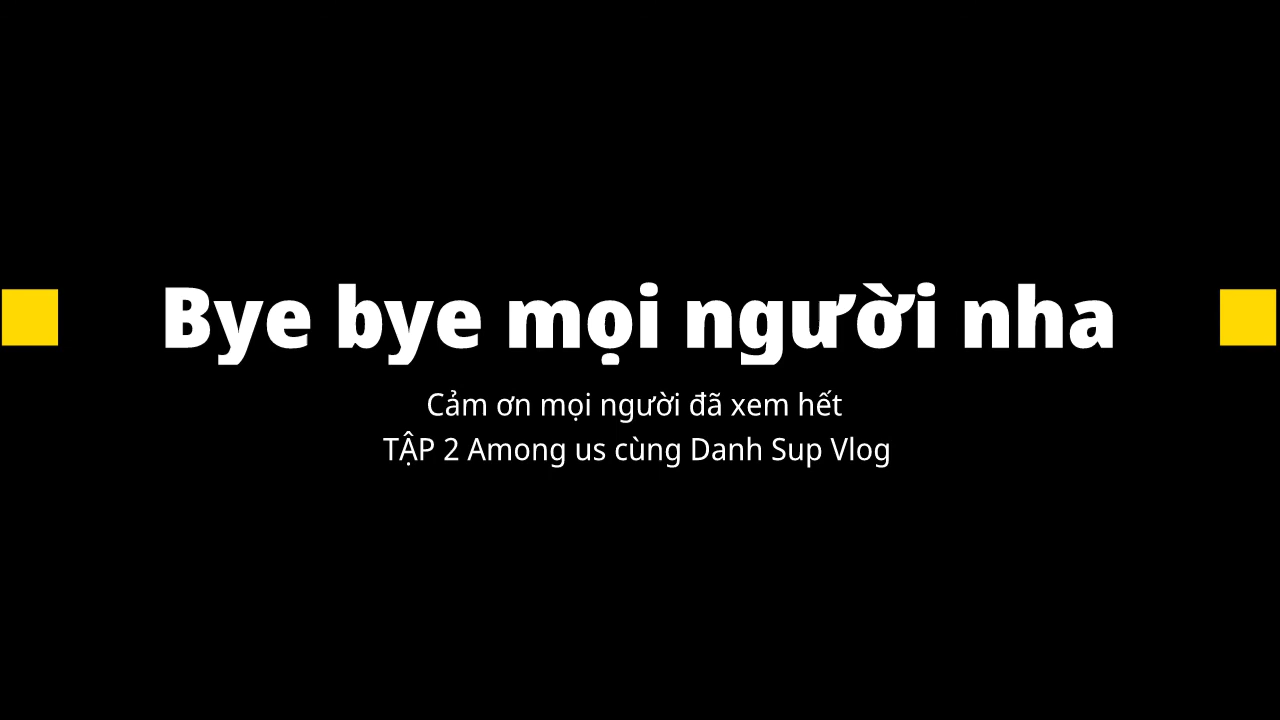 Bye bye mọi người nha
Cảm ơn mọi người đã xem hết
TẬP 2 Among us cùng Danh Sup Vlog